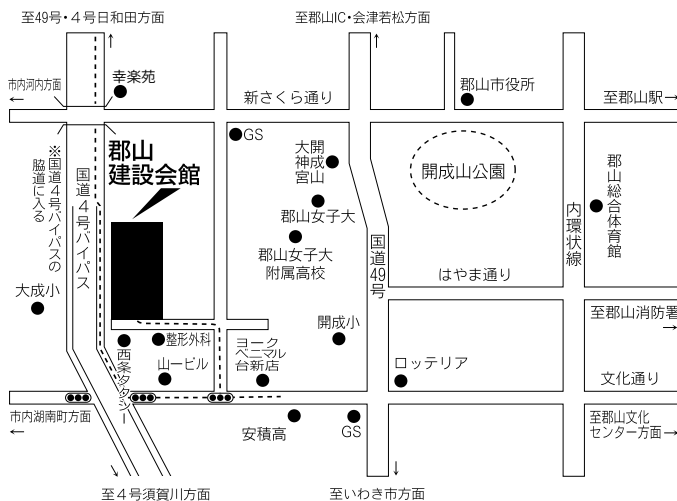 至49号・４号日和田方面
至郡山IC・会津若松方面
市内河内方面
←
幸楽苑
新さくら通り
郡山市役所
至郡山駅→
GS
郡山
建設会館
※国道４号バイパスの
脇道に入る
国道４号バイパス
大開
神成
宮山
開成山公園
郡山女子大
郡山女子大
附属高校
国道49号
内環状線
郡山総合体育館
はやま通り
大成小
至郡山消防署
→
開成小
整形外科
西条タクシー
山一ビル
ヨーク
ベニマル
台新店
ロッテリア
文化通り
市内湖南町方面
←
安積高
GS
至郡山文化
センター方面→
至４号須賀川方面
至いわき市方面